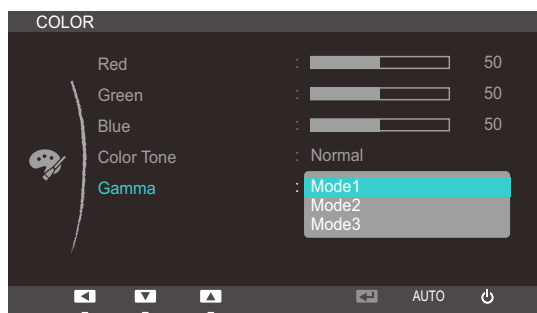 COLOR
Red : 50
Green : 50
Blue : 50
Color Tone : Normal
Gamma : Mode1
Mode2
Mode3
AUTO